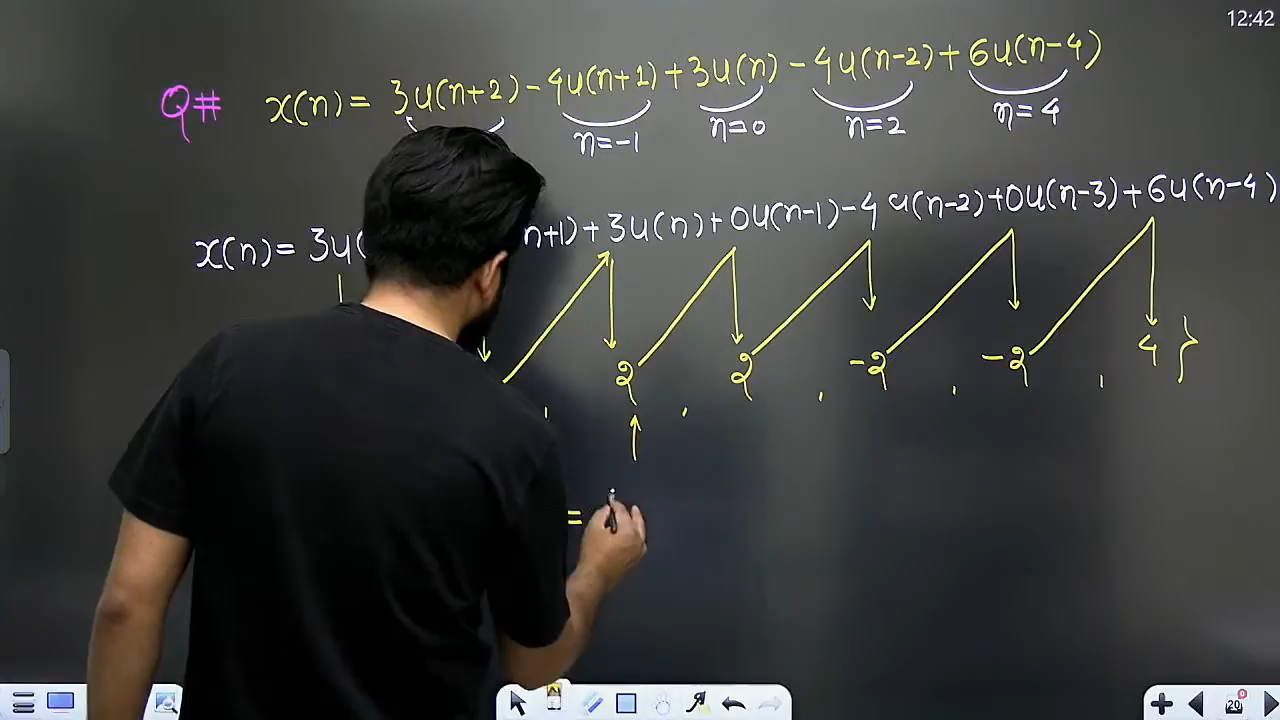 12:42
Q# x(n) = 3u(n+2) - 4u(n+1) + 3u(n) - 4u(n-2) + 6u(n-4)
n=-1 n=0 n=2 n=4
x(n) = 3u( n+1) + 3u(n) + 0u(n-1) - 4 u(n-2) + 0u(n-3) + 6u(n-4)
, 2 , 2 , -2 , -2 , 4 }
=
20